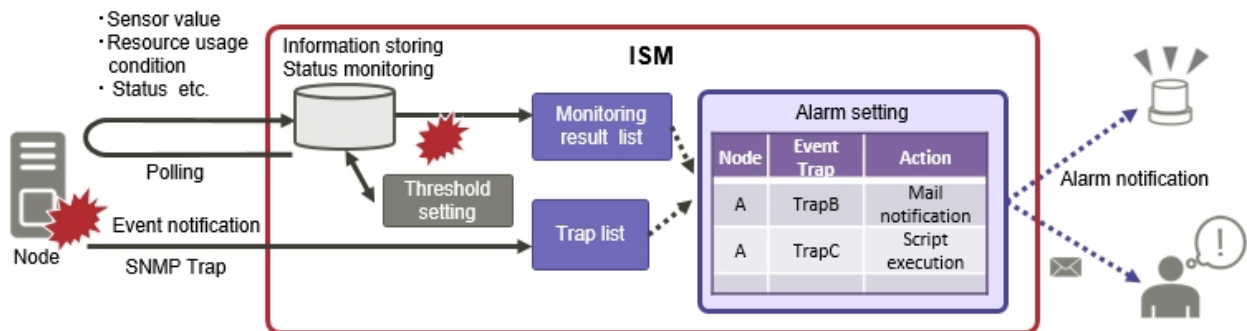 ・Sensor value
・Resource usage
condition
・Status etc.
Information storing
Status monitoring
ISM
Polling
Threshold
setting
Monitoring
result list
Alarm setting
Node
Event
Trap
Action
A
TrapB
Mail
notification
A
TrapC
Script
execution
Node
Event notification
SNMP Trap
Trap list
Alarm notification
!